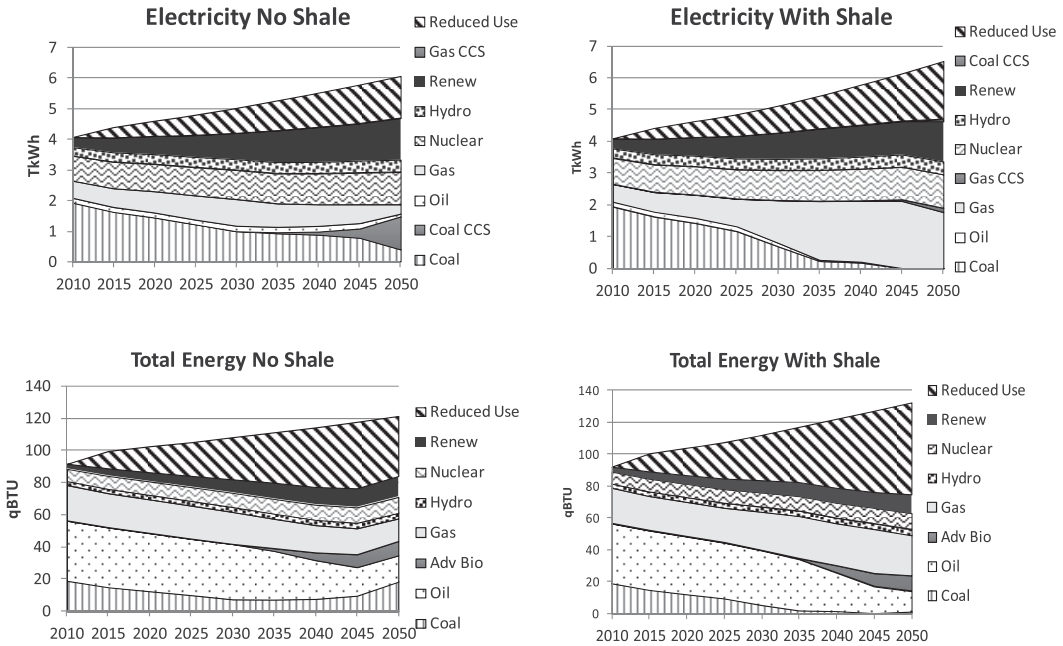 Electricity No Shale
TkWh
7
6
5
4
3
2
1
0
2010 2015 2020 2025 2030 2035 2040 2045 2050
Reduced Use
Gas CCS
Renew
Hydro
Nuclear
Gas
Oil
Coal CCS
Coal
Electricity With Shale
TkWh
7
6
5
4
3
2
1
0
2010 2015 2020 2025 2030 2035 2040 2045 2050
Reduced Use
Coal CCS
Renew
Hydro
Nuclear
Gas CCS
Gas
Oil
Coal
Total Energy No Shale
qBTU
140
120
100
80
60
40
20
0
2010 2015 2020 2025 2030 2035 2040 2045 2050
Reduced Use
Renew
Nuclear
Hydro
Gas
Adv Bio
Oil
Coal
Total Energy With Shale
qBTU
140
120
100
80
60
40
20
0
2010 2015 2020 2025 2030 2035 2040 2045 2050
Reduced Use
Renew
Nuclear
Hydro
Gas
Adv Bio
Oil
Coal